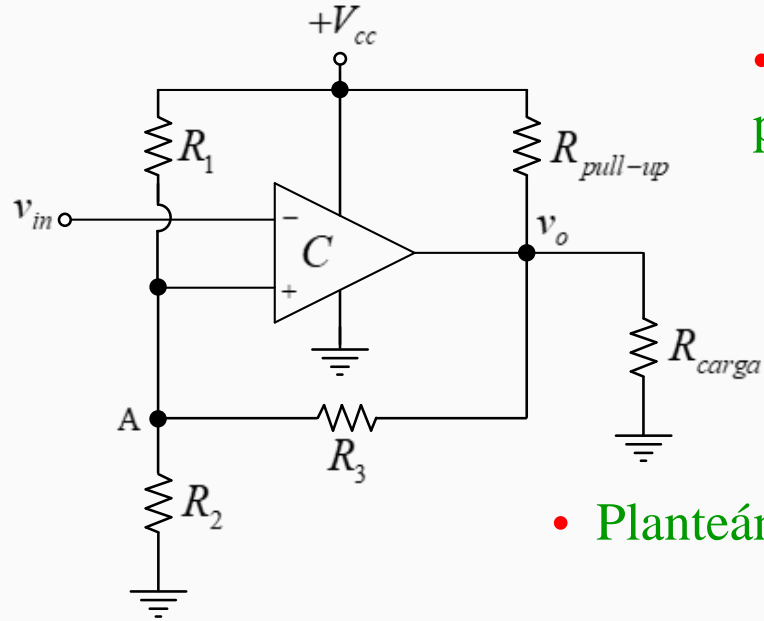 +Vcc
R1
Rpull−up
vin
vo
−
C
+
Rcarga
A
R3
R2
• p
• Planteán